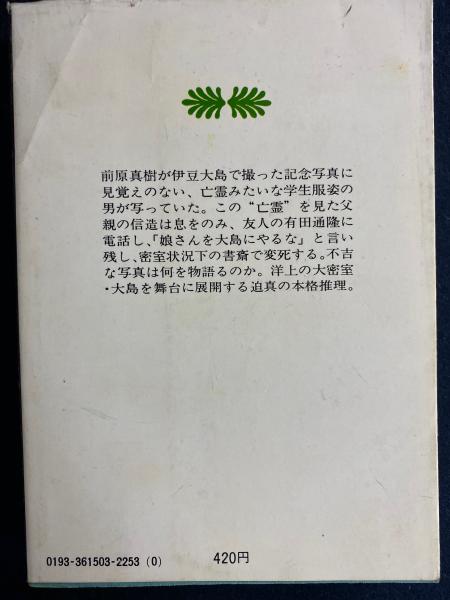 前原真樹が伊豆大島で撮った記念写真に
見覚えのない、亡霊みたいな学生服姿の
男が写っていた。この“亡霊”を見た父
親の信造は息をのみ、友人の有田通隆に
電話し、「娘さんを大島にやるな」と言い
残し、密室状況下の書斎で変死する。不吉
な写真は何を物語るのか。洋上の大密室
・大島を舞台に展開する迫真の本格推理。
0193-361503-2253 (0)
420円